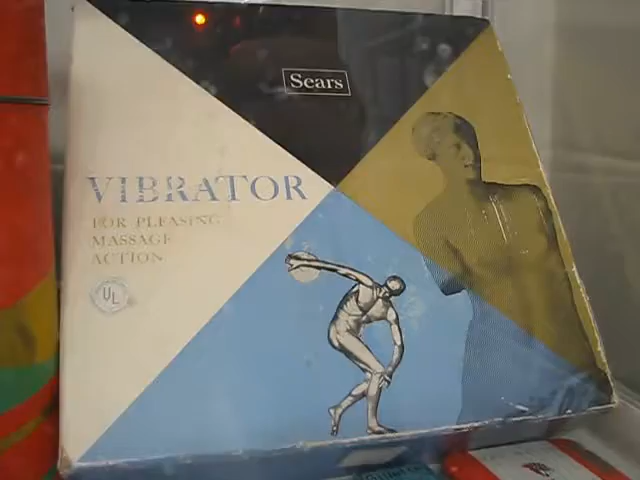 Sears
VIBRATOR
FOR PLEASING
MASSAGE
ACTION
UL